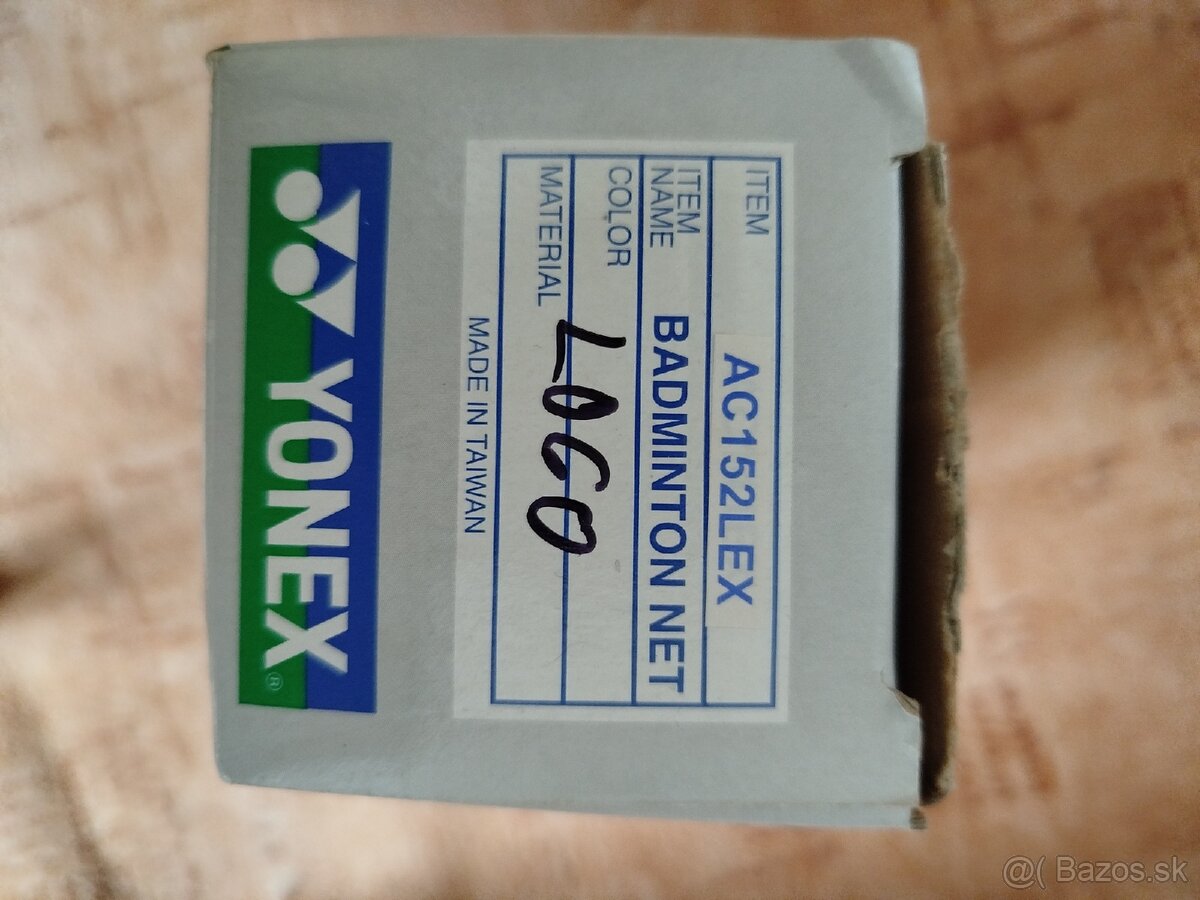 ITEM AC152LEX
ITEM NAME BADMINTON NET
COLOR
MATERIAL
LOGO
MADE IN TAIWAN
YONEX®
@( Bazos.sk